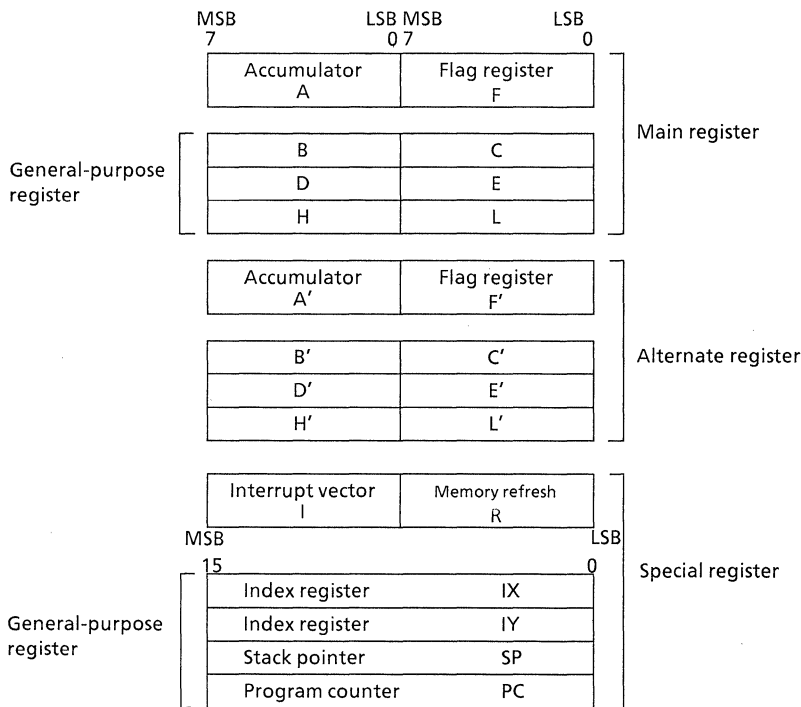 MSB LSB MSB LSB
7 0 7 0
Accumulator Flag register
A F
Main register
B C
General-purpose
register
D E
H L
Accumulator Flag register
A′ F′
B′ C′
Alternate register
D′ E′
H′ L′
Interrupt vector Memory refresh
I R
MSB LSB
15 0
Special register
Index register IX
General-purpose
register
Index register IY
Stack pointer SP
Program counter PC